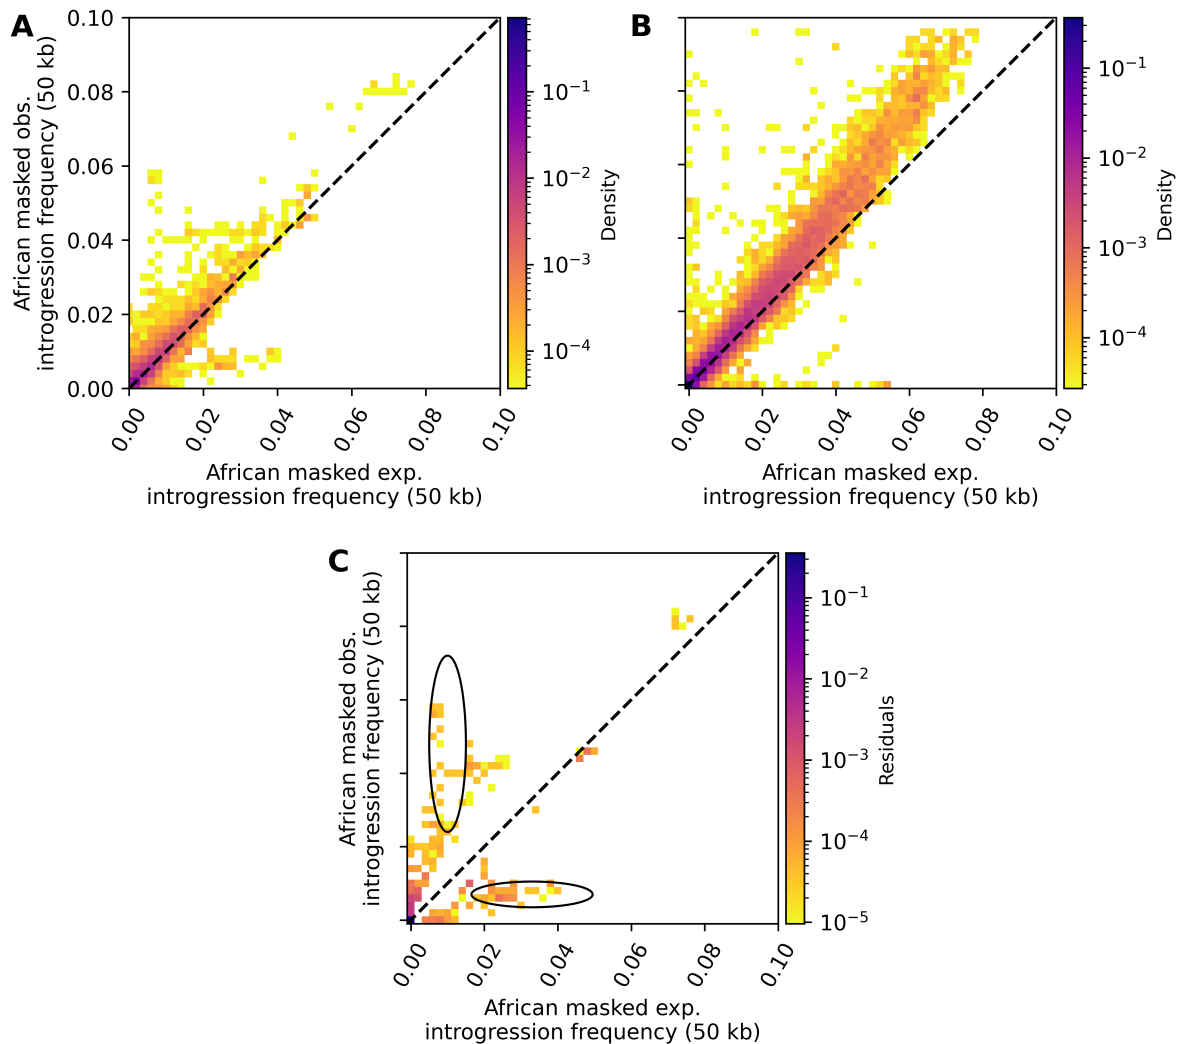 A
0.10
0.08
0.06
0.04
0.02
0.00
African masked obs.
introgression frequency (50 kb)
0.00
0.02
0.04
0.06
0.08
0.10
African masked exp.
introgression frequency (50 kb)
10⁻¹
10⁻²
10⁻³
10⁻⁴
Density
B
0.00
0.02
0.04
0.06
0.08
0.10
African masked exp.
introgression frequency (50 kb)
10⁻¹
10⁻²
10⁻³
10⁻⁴
Density
C
African masked obs.
introgression frequency (50 kb)
0.00
0.02
0.04
0.06
0.08
0.10
African masked exp.
introgression frequency (50 kb)
10⁻¹
10⁻²
10⁻³
10⁻⁴
10⁻⁵
Residuals